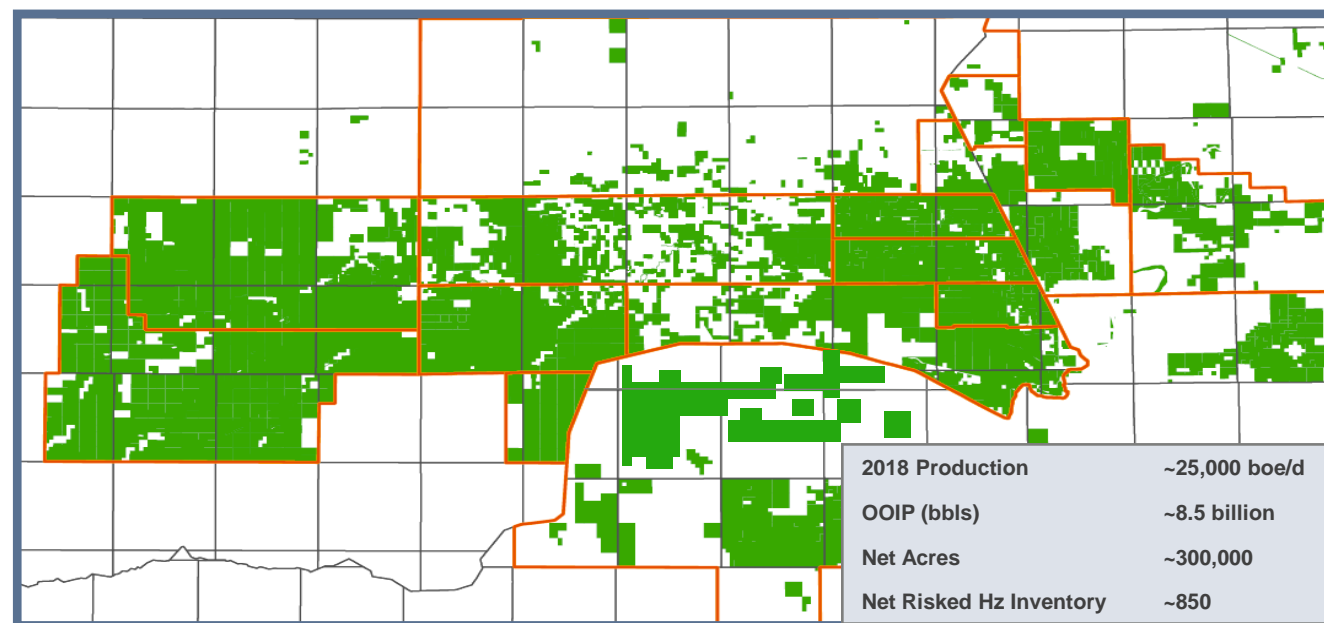 2018 Production ~25,000 boe/d
OOIP (bbls) ~8.5 billion
Net Acres ~300,000
Net Risked Hz Inventory ~850